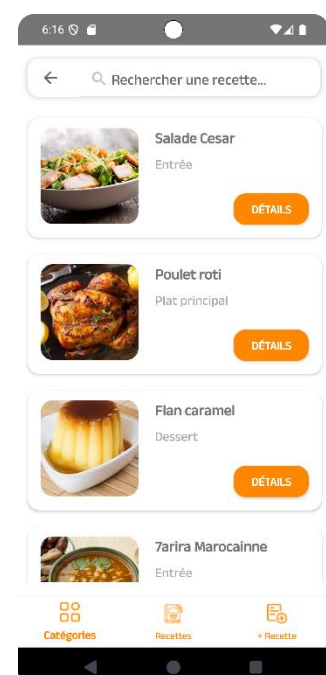 6:16
Rechercher une recette...
Salade Cesar
Entrée
DÉTAILS
Poulet roti
Plat principal
DÉTAILS
Flan caramel
Dessert
DÉTAILS
7arira Marocainne
Entrée
Catégories
Recettes
+ Recette